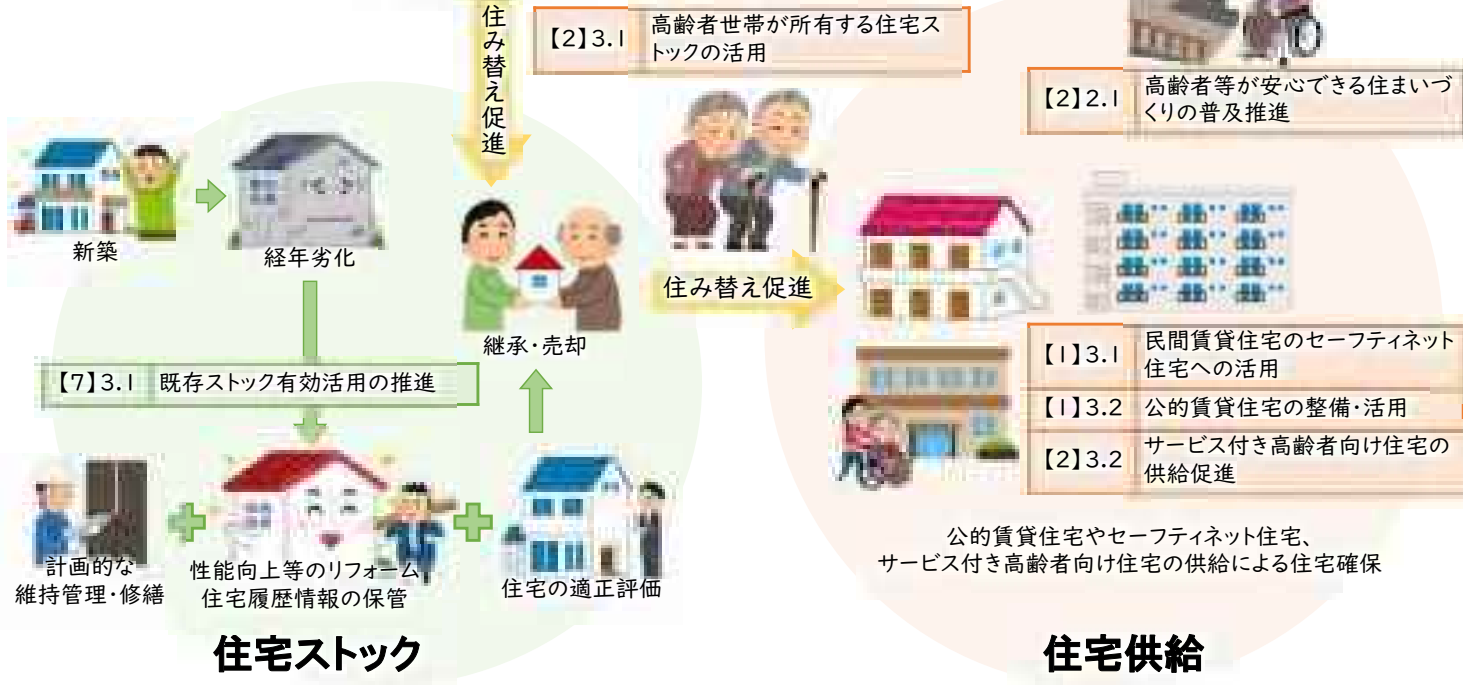 住み替え促進
【2】3.1 高齢者世帯が所有する住宅ス
トックの活用
【2】2.1 高齢者等が安心できる住まいづ
くりの普及推進
新築
経年劣化
継承・売却
住み替え促進
【7】3.1 既存ストック有効活用の推進
【1】3.1 民間賃貸住宅のセーフティネット
住宅への活用
【1】3.2 公的賃貸住宅の整備・活用
【2】3.2 サービス付き高齢者向け住宅の
供給促進
計画的な
維持管理・修繕
性能向上等のリフォーム
住宅履歴情報の保管
住宅の適正評価
公的賃貸住宅やセーフティネット住宅、
サービス付き高齢者向け住宅の供給による住宅確保
住宅ストック
住宅供給